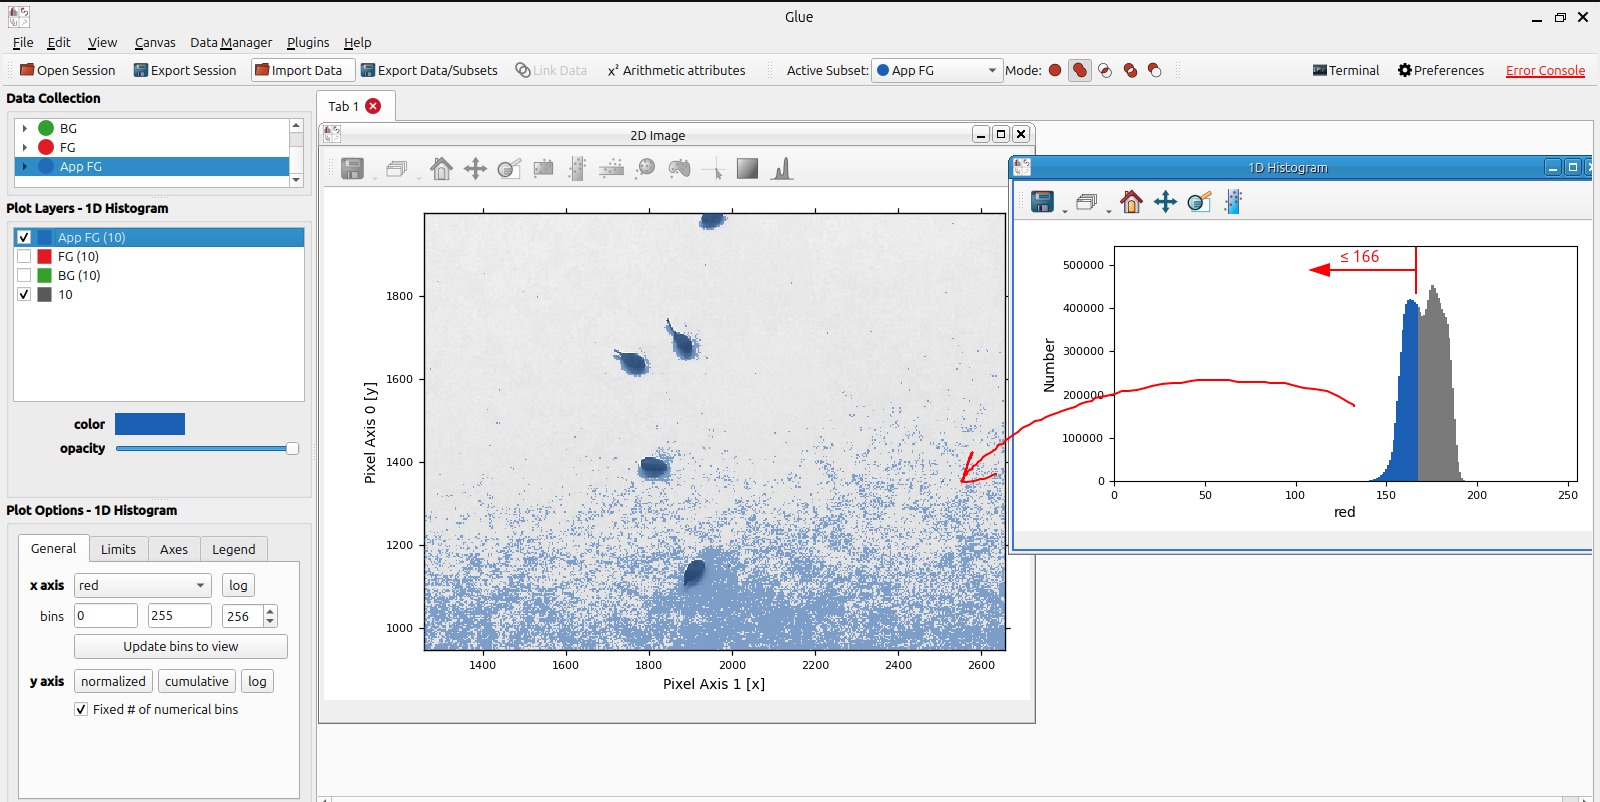 Glue
File Edit View Canvas Data Manager Plugins Help
Open Session Export Session Import Data Export Data/Subsets Link Data x² Arithmetic attributes Active Subset: App FG Mode: Terminal Preferences Error Console
Data Collection
BG
FG
App FG
Plot Layers - 1D Histogram
App FG (10)
FG (10)
BG (10)
10
color
opacity
Plot Options - 1D Histogram
General Limits Axes Legend
x axis red log
bins 0 255 256
Update bins to view
y axis normalized cumulative log
Fixed # of numerical bins
Tab 1
2D Image
1800
1600
1400
1200
1000
Pixel Axis 0 [y]
1400 1600 1800 2000 2200 2400 2600
Pixel Axis 1 [x]
1D Histogram
≤ 166
500000
400000
300000
200000
100000
0
Number
0 50 100 150 200 250
red